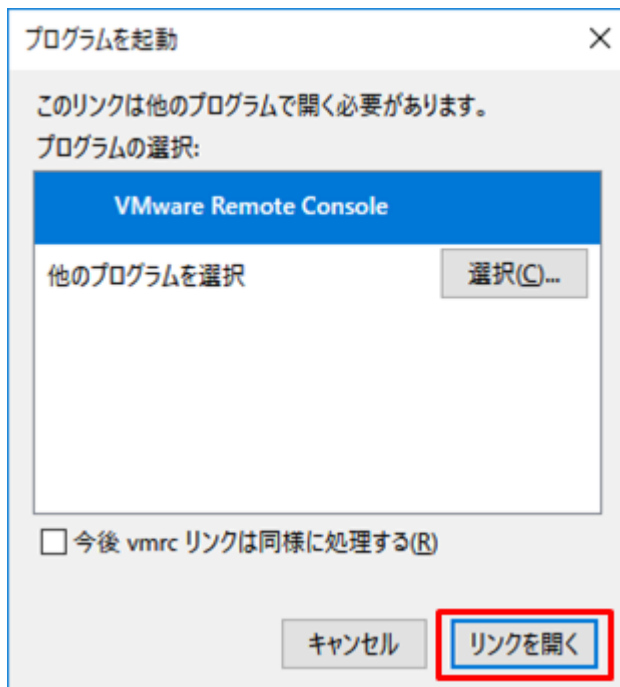 プログラムを起動
このリンクは他のプログラムで開く必要があります。
プログラムの選択:
VMware Remote Console
他のプログラムを選択 選択(C)...
今後 vmrc リンクは同様に処理する(R)
キャンセル リンクを開く